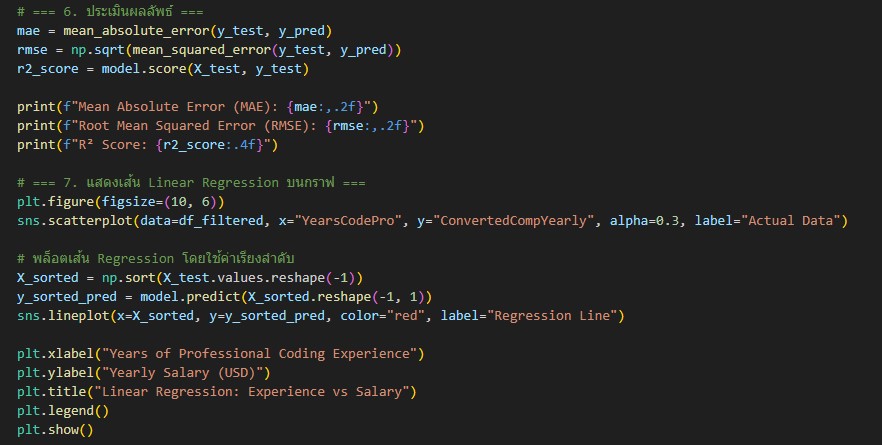 # === 6. ประเมินผลลัพธ์ ===
mae = mean_absolute_error(y_test, y_pred)
rmse = np.sqrt(mean_squared_error(y_test, y_pred))
r2_score = model.score(X_test, y_test)
print(f"Mean Absolute Error (MAE): {mae:,.2f}")
print(f"Root Mean Squared Error (RMSE): {rmse:,.2f}")
print(f"R² Score: {r2_score:.4f}")
# === 7. แสดงเส้น Linear Regression บนกราฟ ===
plt.figure(figsize=(10, 6))
sns.scatterplot(data=df_filtered, x="YearsCodePro", y="ConvertedCompYearly", alpha=0.3, label="Actual Data")
# พล็อตเส้น Regression โดยใช้ค่าเรียงลำดับ
X_sorted = np.sort(X_test.values.reshape(-1))
y_sorted_pred = model.predict(X_sorted.reshape(-1, 1))
sns.lineplot(x=X_sorted, y=y_sorted_pred, color="red", label="Regression Line")
plt.xlabel("Years of Professional Coding Experience")
plt.ylabel("Yearly Salary (USD)")
plt.title("Linear Regression: Experience vs Salary")
plt.legend()
plt.show()